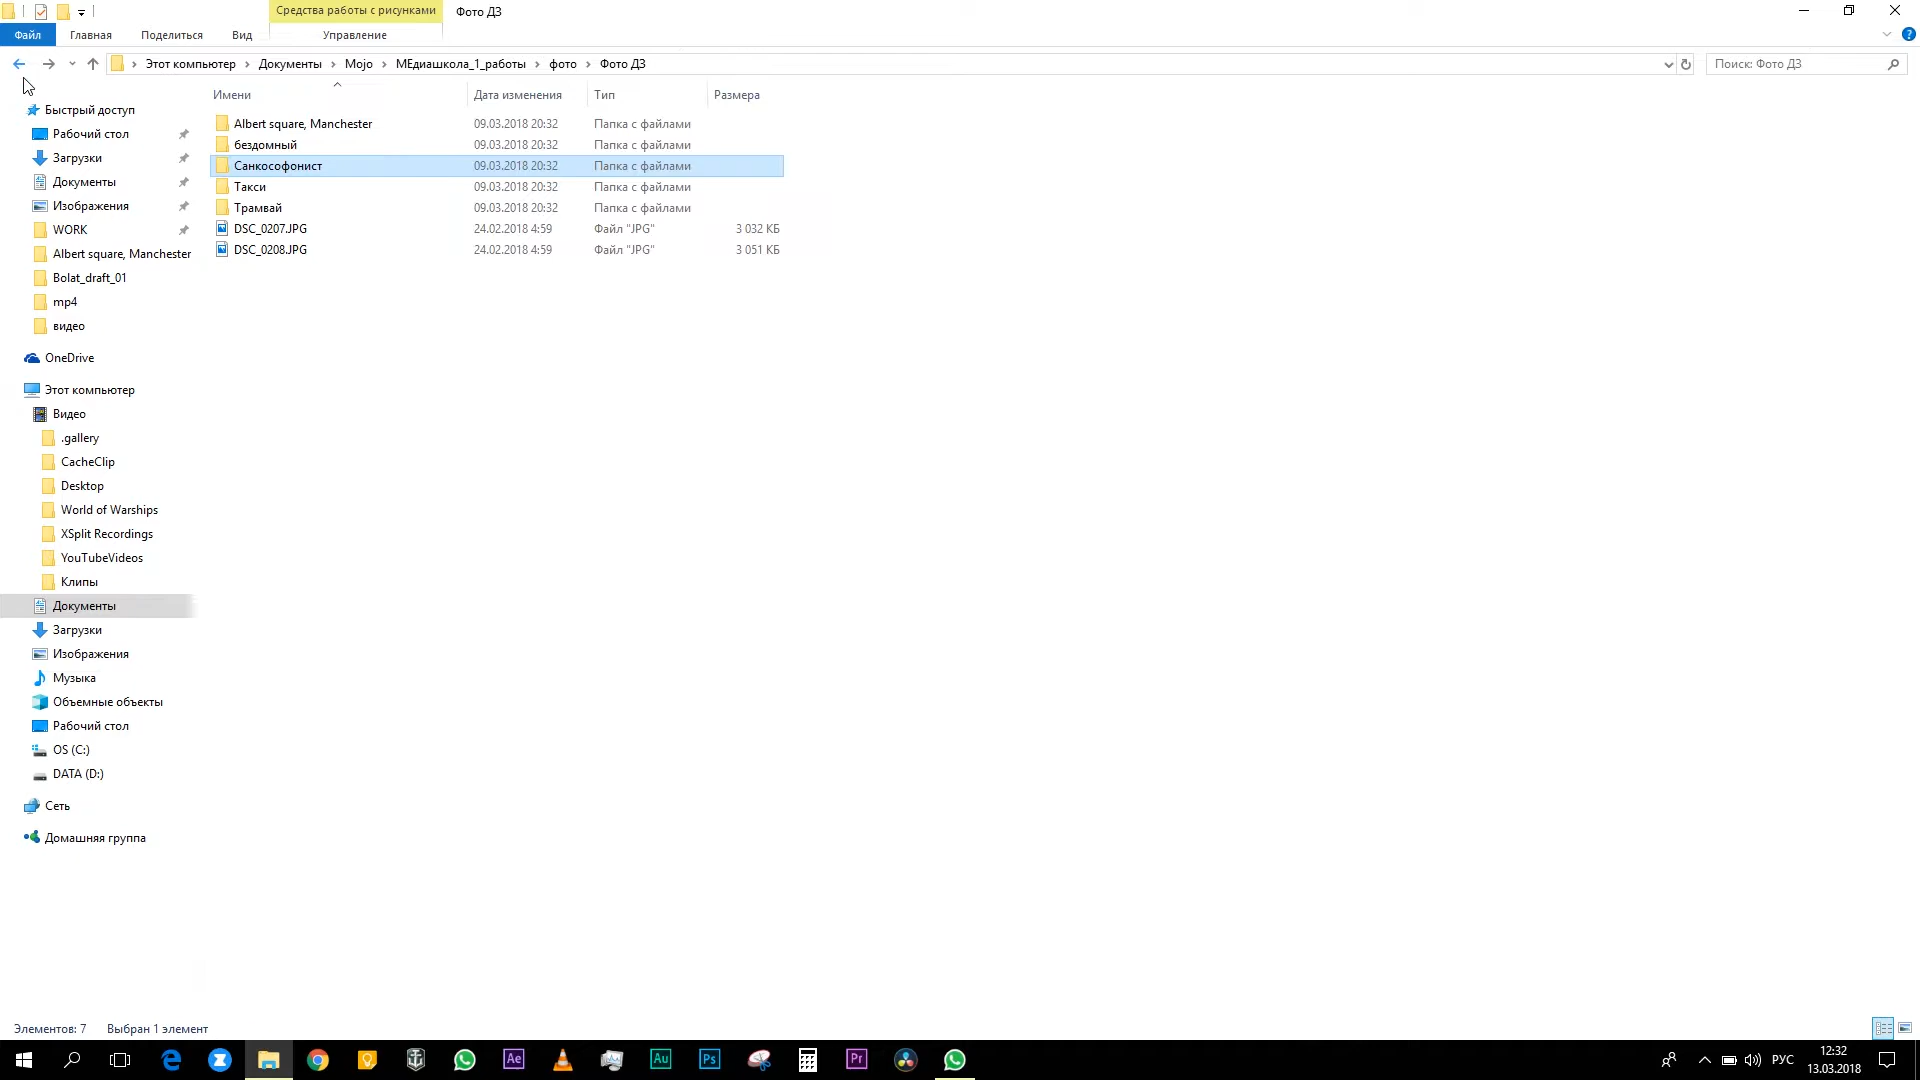 Средства работы с рисунками Фото ДЗ
Файл Главная Поделиться Вид Управление
Этот компьютер Документы Mojo МЕдиашкола_1_работы фото Фото ДЗ Поиск: Фото ДЗ
Имени Дата изменения Тип Размера
Albert square, Manchester 09.03.2018 20:32 Папка с файлами
бездомный 09.03.2018 20:32 Папка с файлами
Санкософонист 09.03.2018 20:32 Папка с файлами
Такси 09.03.2018 20:32 Папка с файлами
Трамвай 09.03.2018 20:32 Папка с файлами
DSC_0207.JPG 24.02.2018 4:59 Файл "JPG" 3 032 КБ
DSC_0208.JPG 24.02.2018 4:59 Файл "JPG" 3 051 КБ
Быстрый доступ
Рабочий стол
Загрузки
Документы
Изображения
WORK
Albert square, Manchester
Bolat_draft_01
mp4
видео
OneDrive
Этот компьютер
Видео
.gallery
CacheClip
Desktop
World of Warships
XSplit Recordings
YouTubeVideos
Клипы
Документы
Загрузки
Изображения
Музыка
Объемные объекты
Рабочий стол
OS (C:)
DATA (D:)
Сеть
Домашняя группа
Элементов: 7 Выбран 1 элемент
Ae Au Ps Pr РУС 12:32
13.03.2018